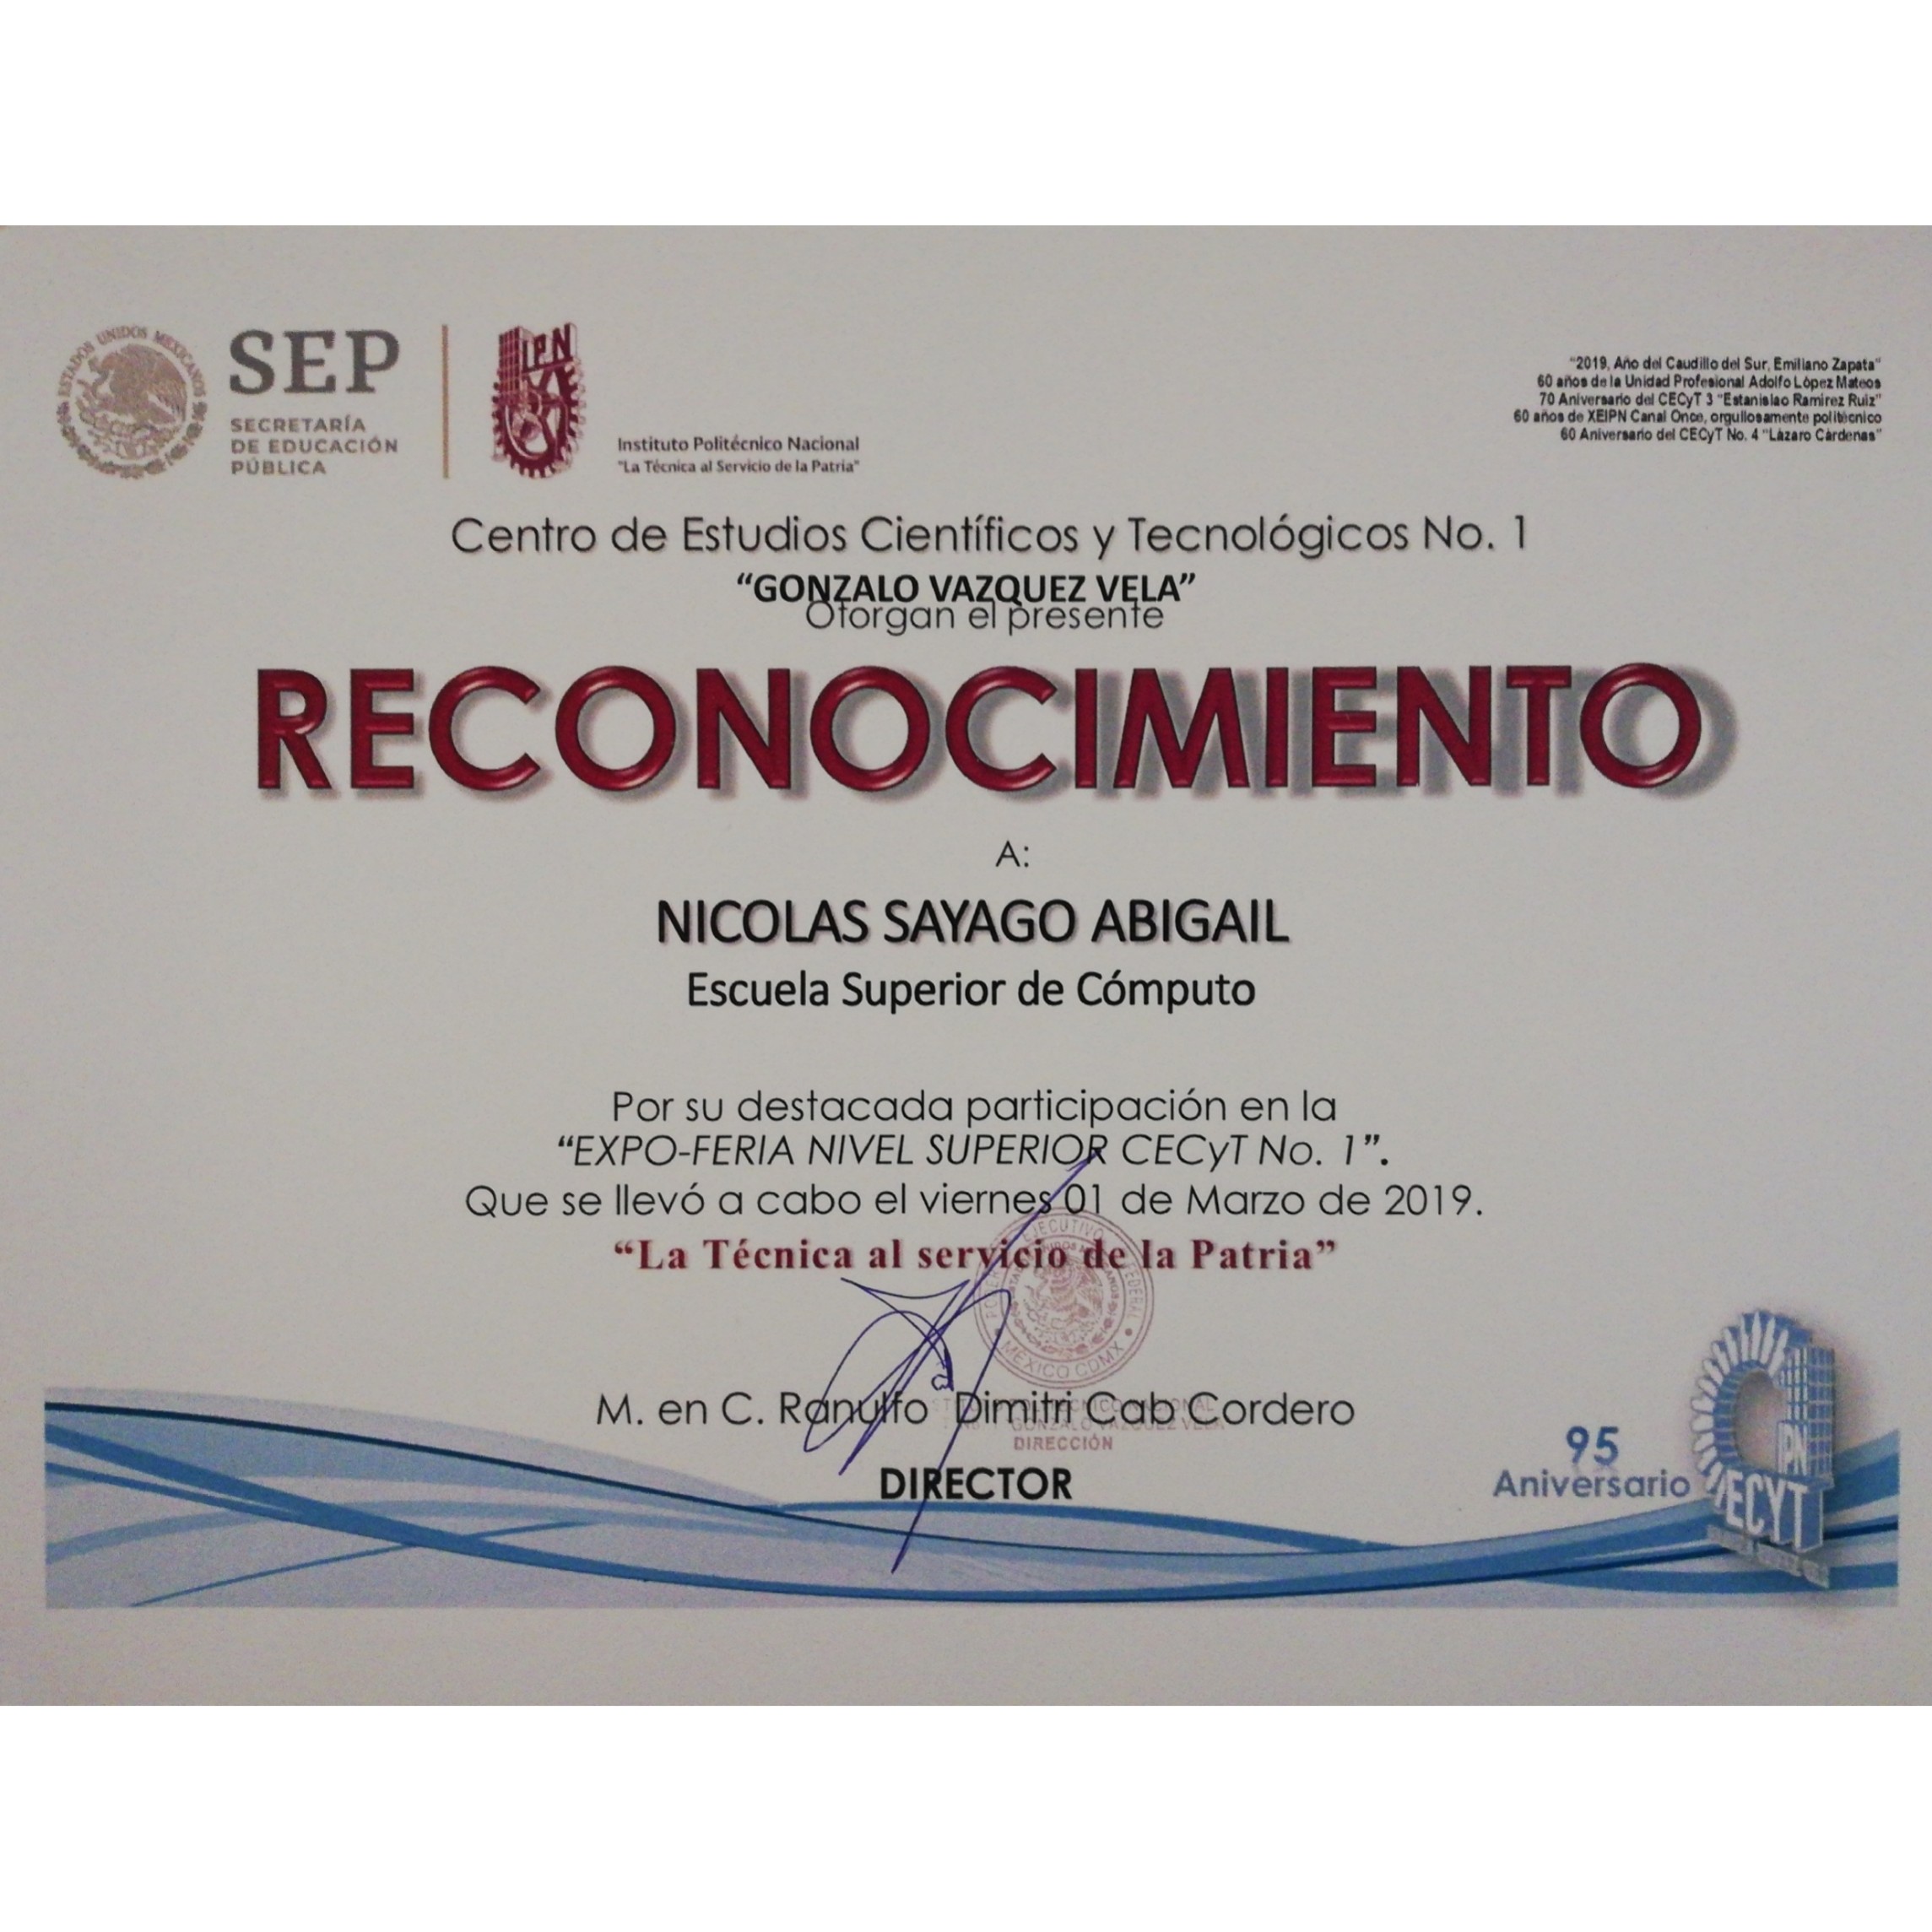 ESTADOS UNIDOS MEXICANOS
SEP
SECRETARÍA
DE EDUCACIÓN
PÚBLICA
IPN
Instituto Politécnico Nacional
"La Técnica al Servicio de la Patria"
"2019, Año del Caudillo del Sur, Emiliano Zapata"
60 años de la Unidad Profesional Adolfo López Mateos
70 Aniversario del CECyT 3 "Estanislao Ramírez Ruiz"
60 años de XEIPN Canal Once, orgullosamente politécnico
60 Aniversario del CECyT No. 4 "Lázaro Cárdenas"
Centro de Estudios Científicos y Tecnológicos No. 1
"GONZALO VAZQUEZ VELA"
Otorgan el presente
RECONOCIMIENTO
A:
NICOLAS SAYAGO ABIGAIL
Escuela Superior de Cómputo
Por su destacada participación en la
"EXPO-FERIA NIVEL SUPERIOR CECyT No. 1".
Que se llevó a cabo el viernes 01 de Marzo de 2019.
"La Técnica al servicio de la Patria"
PODER EJECUTIVO FEDERAL
ESTADOS UNIDOS MEXICANOS
MÉXICO CDMX
M. en C. Ranulfo Dimitri Cab Cordero
POLITÉCNICO NACIONAL
GONZALO VAZQUEZ VELA
DIRECCIÓN
DIRECTOR
95
Aniversario
IPN
CECYT